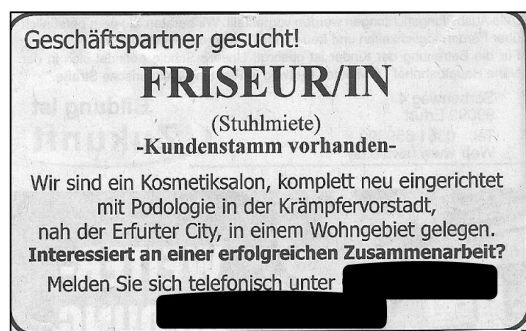 Geschäftspartner gesucht!
FRISEUR/IN
(Stuhlmiete)
-Kundenstamm vorhanden-
Wir sind ein Kosmetiksalon, komplett neu eingerichtet
mit Podologie in der Krämpfervorstadt,
nah der Erfurter City, in einem Wohngebiet gelegen.
Interessiert an einer erfolgreichen Zusammenarbeit?
Melden Sie sich telefonisch unter